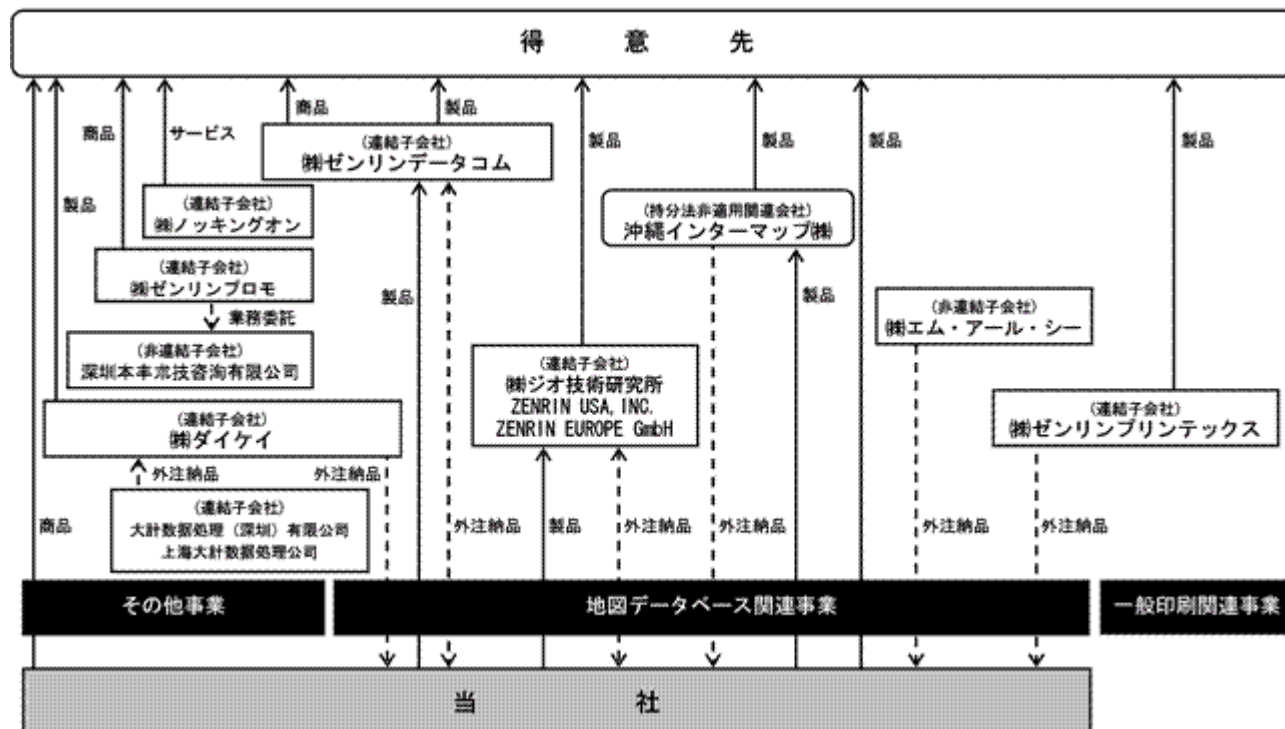 得意先
商品
製品
サービス
商品
(連結子会社)
㈱ゼンリンデータコム
製品
製品
製品
製品
製品
(連結子会社)
㈱ノッキングオン
(持分法非適用関連会社)
沖縄インターマップ㈱
(連結子会社)
㈱ゼンリンプロモ
業務委託
製品
製品
(非連結子会社)
㈱エム・アール・シー
(非連結子会社)
有限公司
(連結子会社)
㈱ジオ技術研究所
ZENRIN USA, INC.
ZENRIN EUROPE GmbH
(連結子会社)
㈱ダイケイ
(連結子会社)
㈱ゼンリンプリンテックス
外注納品
外注納品
(連結子会社)
大計数据処理(深圳)有限公司
上海大計数据処理公司
商品
外注納品
製品
外注納品
外注納品
外注納品
外注納品
その他事業
地図データベース関連事業
一般印刷関連事業
当社